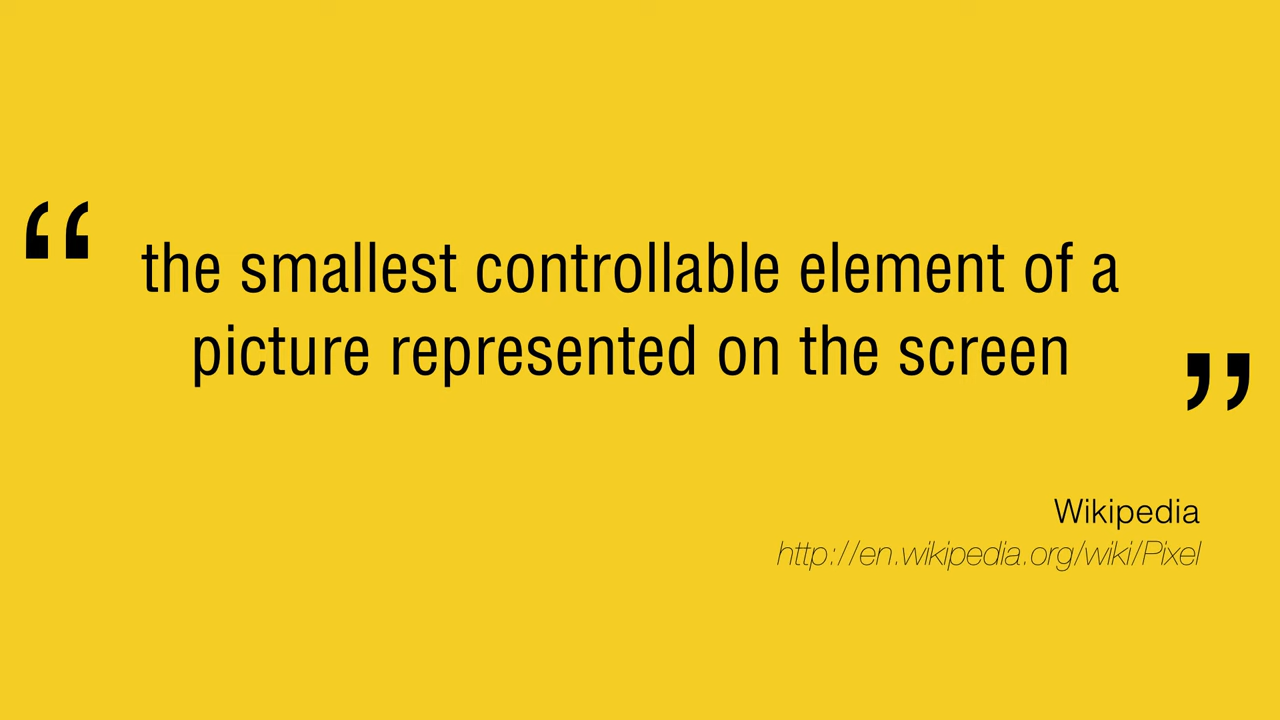 “ the smallest controllable element of a
picture represented on the screen ”
Wikipedia
http://en.wikipedia.org/wiki/Pixel